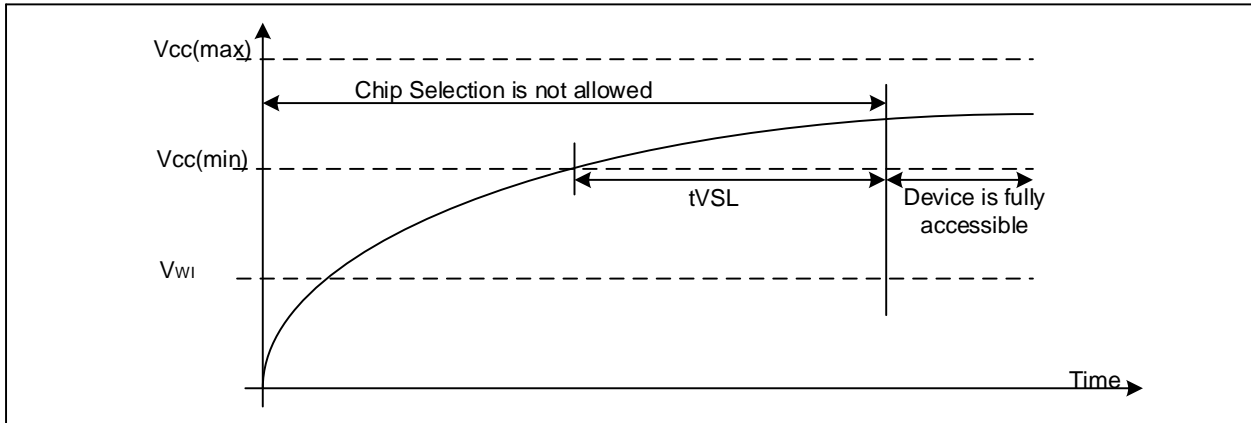 Vcc(max)
Chip Selection is not allowed
Vcc(min)
tVSL
Device is fully
accessible
VWI
Time